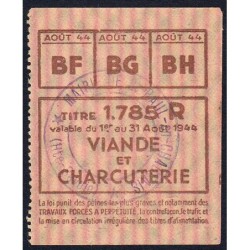 AOÛT 44 AOÛT 44 AOÛT 44
BF BG BH
TITRE 1.785 R
valable du 1er au 31 Août 1944
VIANDE
ET
CHARCUTERIE
La loi punit des peines les plus graves et notamment des
TRAVAUX FORCÉS A PERPÉTUITÉ, la contrefaçon, le trafic et
la mise en circulation irrégulière des titres d'alimentation.
MAIRIE